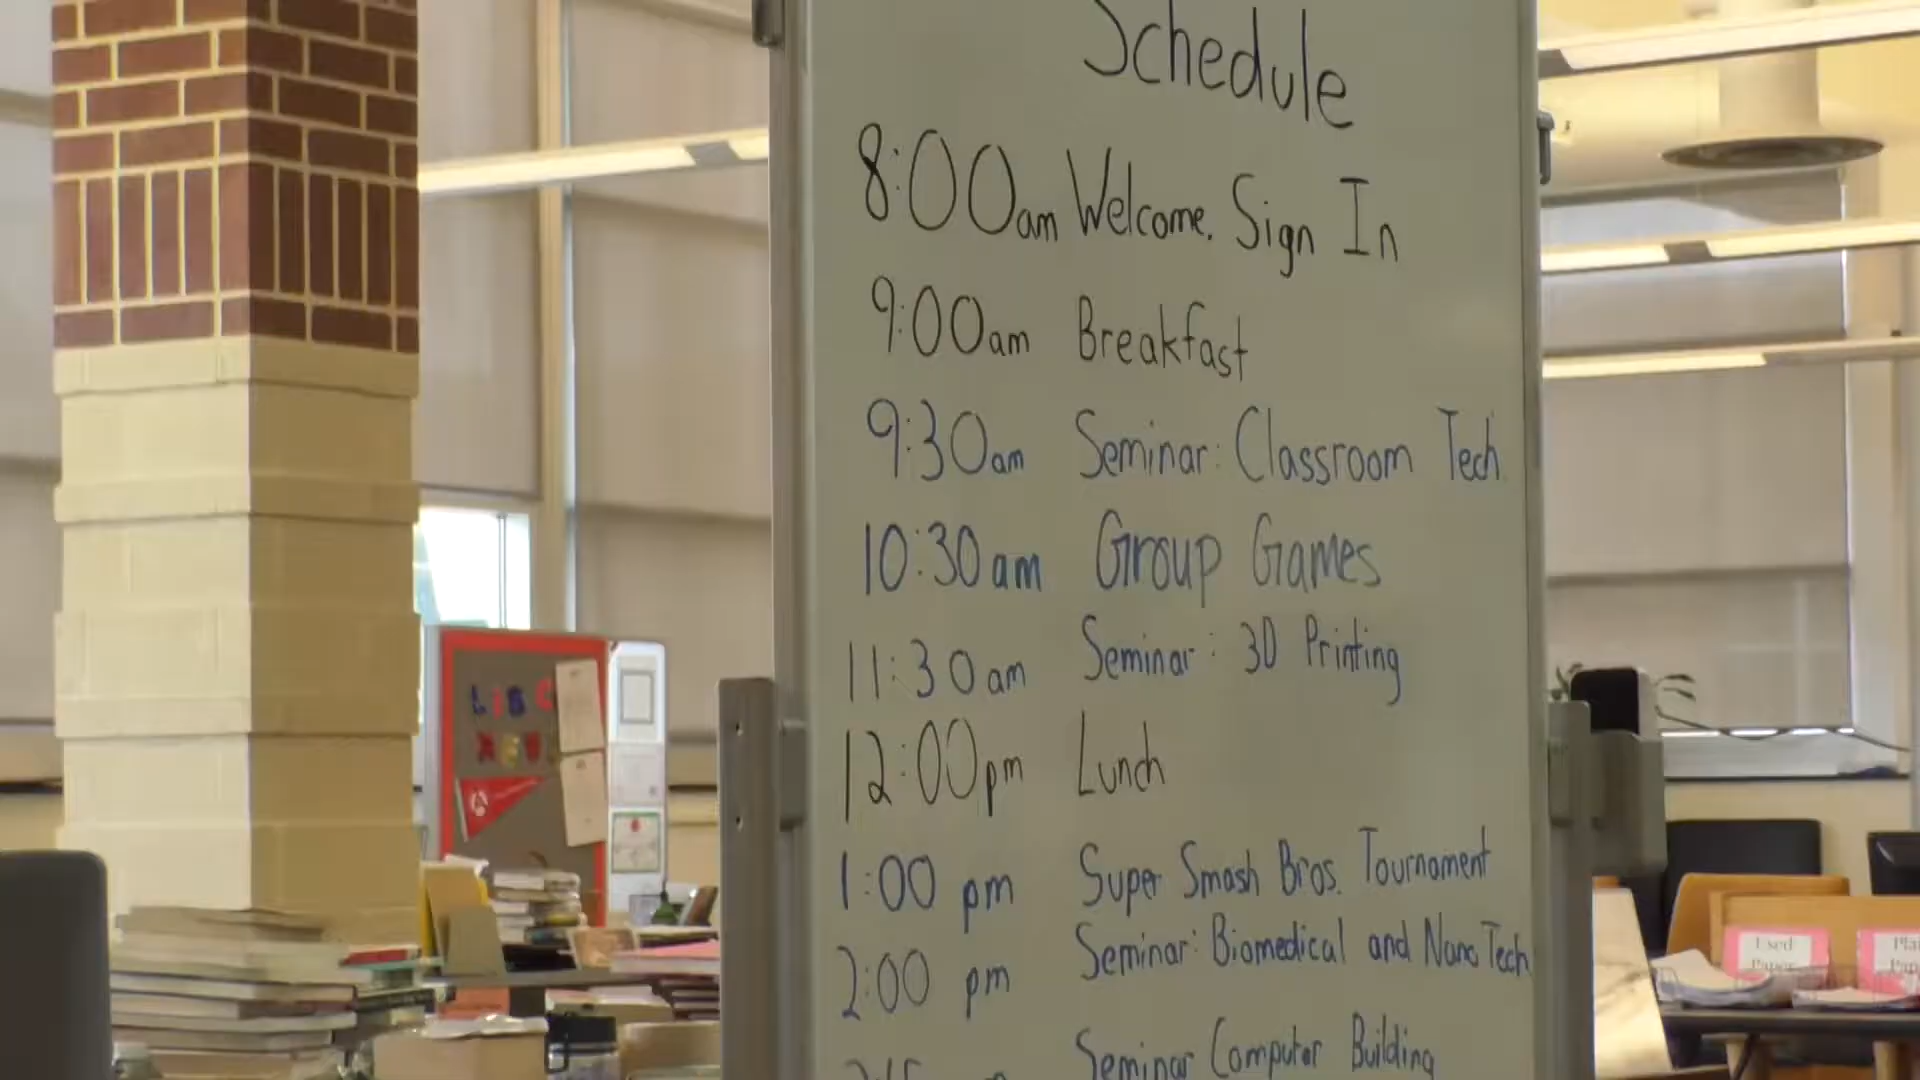 Schedule
8:00am Welcome, Sign In
9:00am Breakfast
9:30am Seminar: Classroom Tech
10:30am Group Games
11:30am Seminar: 3D Printing
12:00pm Lunch
1:00 pm Super Smash Bros. Tournament
2:00 pm Seminar: Biomedical and Nano Tech
Seminar Computer Building
Used
Paper